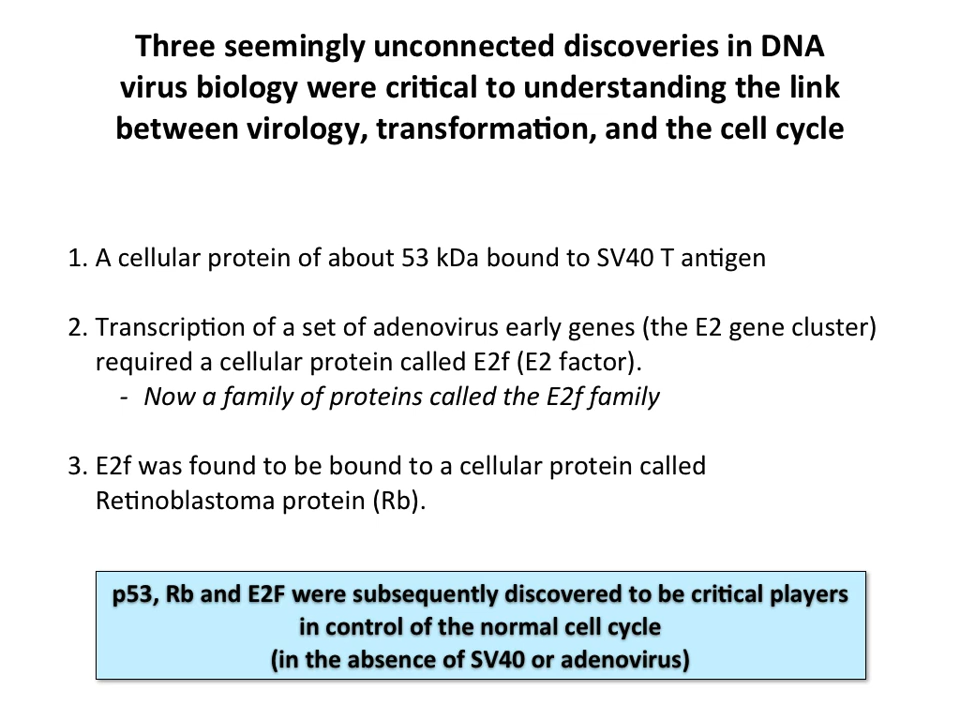 Three seemingly unconnected discoveries in DNA
virus biology were critical to understanding the link
between virology, transformation, and the cell cycle
1. A cellular protein of about 53 kDa bound to SV40 T antigen
2. Transcription of a set of adenovirus early genes (the E2 gene cluster)
required a cellular protein called E2f (E2 factor).
- Now a family of proteins called the E2f family
3. E2f was found to be bound to a cellular protein called
Retinoblastoma protein (Rb).
p53, Rb and E2F were subsequently discovered to be critical players
in control of the normal cell cycle
(in the absence of SV40 or adenovirus)